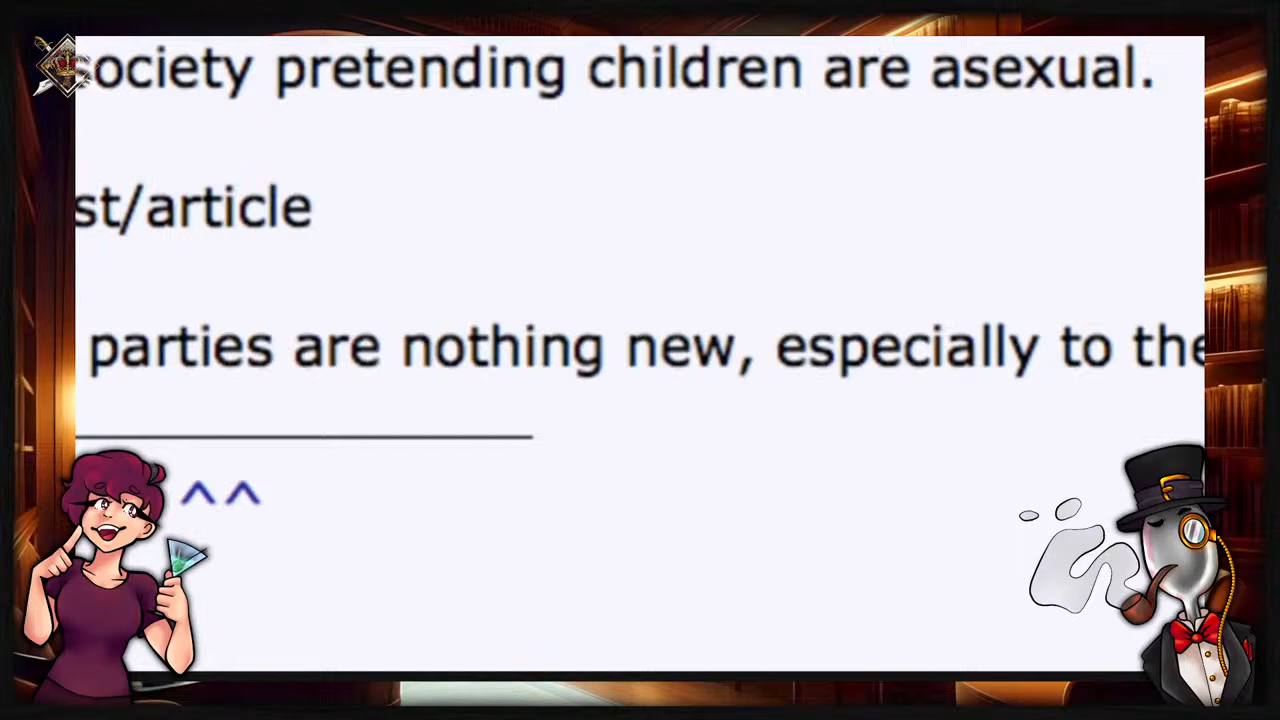 ociety pretending children are asexual.
st/article
parties are nothing new, especially to the
^^